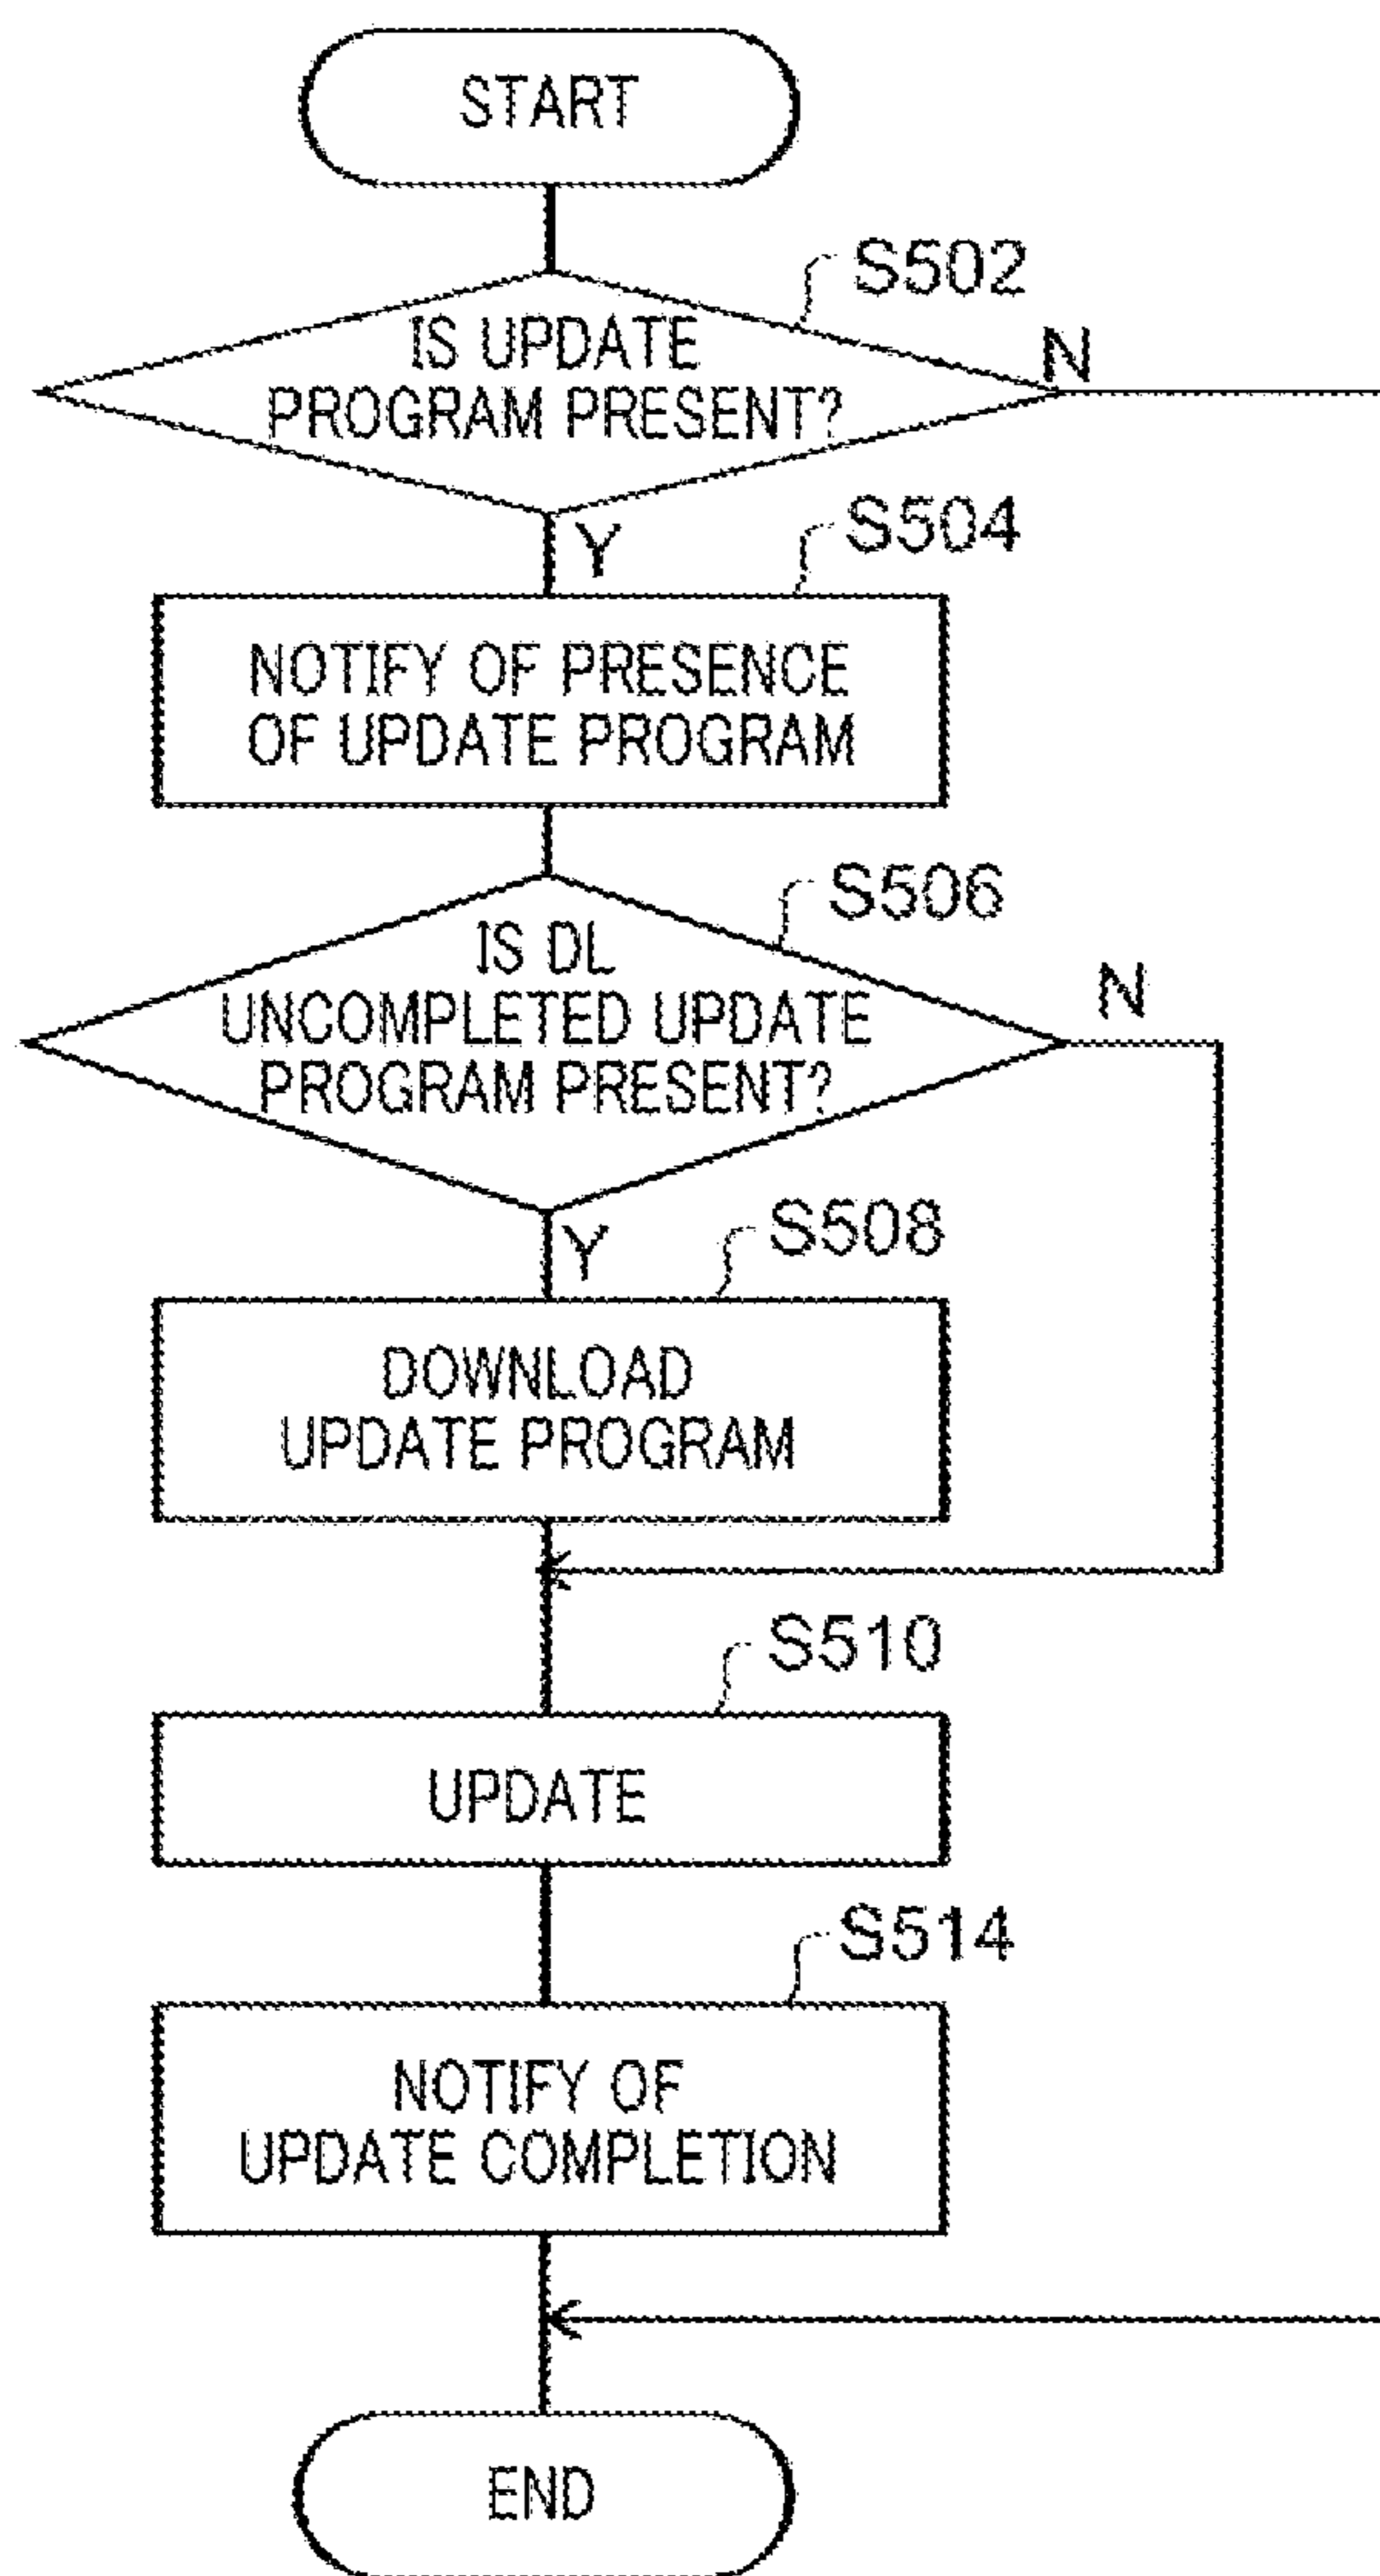 START
S502
IS UPDATE
PROGRAM PRESENT?
N
Y
S504
NOTIFY OF PRESENCE
OF UPDATE PROGRAM
S506
IS DL
UNCOMPLETED UPDATE
PROGRAM PRESENT?
N
Y
S508
DOWNLOAD
UPDATE PROGRAM
S510
UPDATE
S514
NOTIFY OF
UPDATE COMPLETION
END